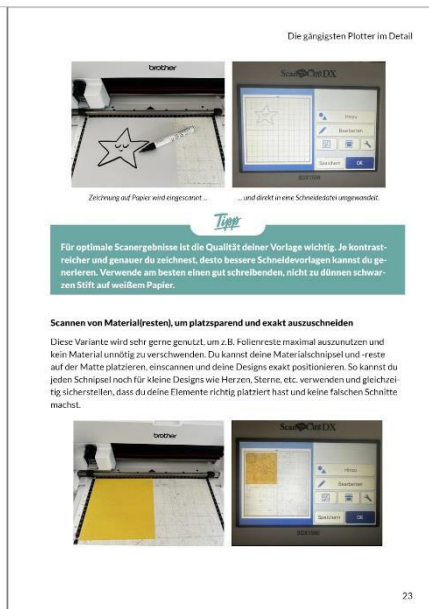 Die gängigsten Plotter im Detail
brother
ScanNCutDX
Hinzu
Bearbeiten
Speichern
OK
Zeichnung auf Papier wird eingescannt ...
... und direkt in eine Schneidedatei umgewandelt.
Tipp
Für optimale Scanergebnisse ist die Qualität deiner Vorlage wichtig. Je kontrast-
reicher und genauer du zeichnest, desto bessere Schneidevorlagen kannst du ge-
nerieren. Verwende am besten einen gut schreibenden, nicht zu dünnen schwar-
zen Stift auf weißem Papier.
Scannen von Material(resten), um platzsparend und exakt auszuschneiden
Diese Variante wird sehr gerne genutzt, um z.B. Folienreste maximal auszunutzen und
kein Material unnötig zu verschwenden. Du kannst deine Materialschnipsel und -reste
auf der Matte platzieren, einscannen und deine Designs exakt positionieren. So kannst du
jeden Schnipsel noch für kleine Designs wie Herzen, Sterne, etc. verwenden und gleichzei-
tig sicherstellen, dass du deine Elemente richtig platziert hast und keine falschen Schnitte
machst.
brother
ScanNCutDX
Hinzu
Bearbeiten
Speichern
OK
23